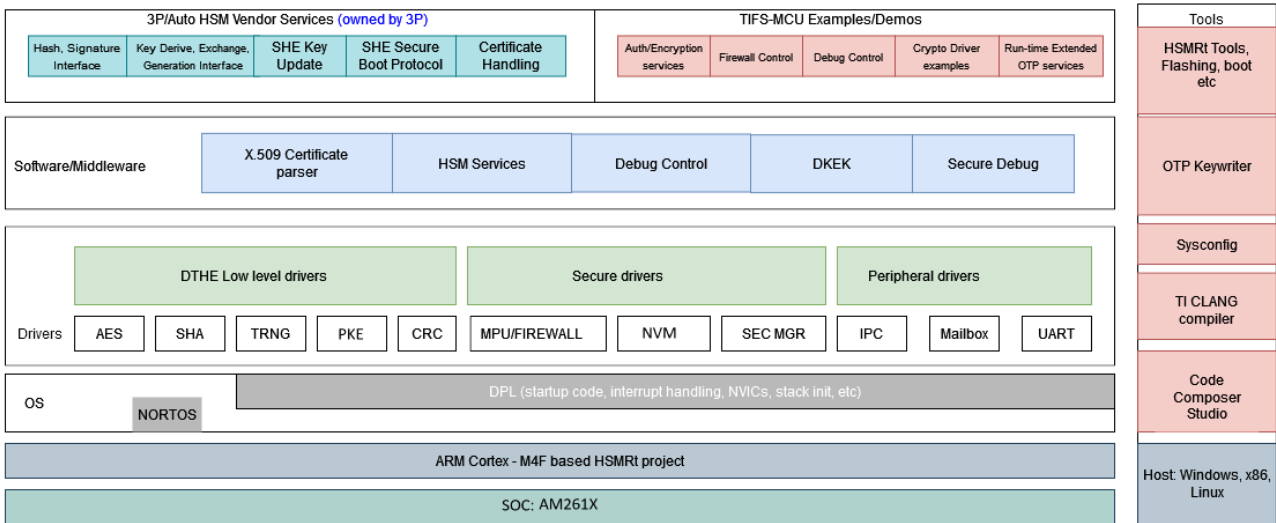 3P/Auto HSM Vendor Services (owned by 3P)
Hash, Signature
Interface
Key Derive, Exchange,
Generation Interface
SHE Key
Update
SHE Secure
Boot Protocol
Certificate
Handling
TIFS-MCU Examples/Demos
Auth/Encryption
services
Firewall Control
Debug Control
Crypto Driver
examples
Run-time Extended
OTP services
Software/Middleware
X.509 Certificate
parser
HSM Services
Debug Control
DKEK
Secure Debug
DTHE Low level drivers
Secure drivers
Peripheral drivers
Drivers
AES
SHA
TRNG
PKE
CRC
MPU/FIREWALL
NVM
SEC MGR
IPC
Mailbox
UART
OS
NORTOS
DPL (startup code, interrupt handling, NVICs, stack init, etc)
ARM Cortex - M4F based HSMRt project
SOC: AM261X
Tools
HSMRt Tools,
Flashing, boot
etc
OTP Keywriter
Sysconfig
TI CLANG
compiler
Code
Composer
Studio
Host: Windows, x86,
Linux